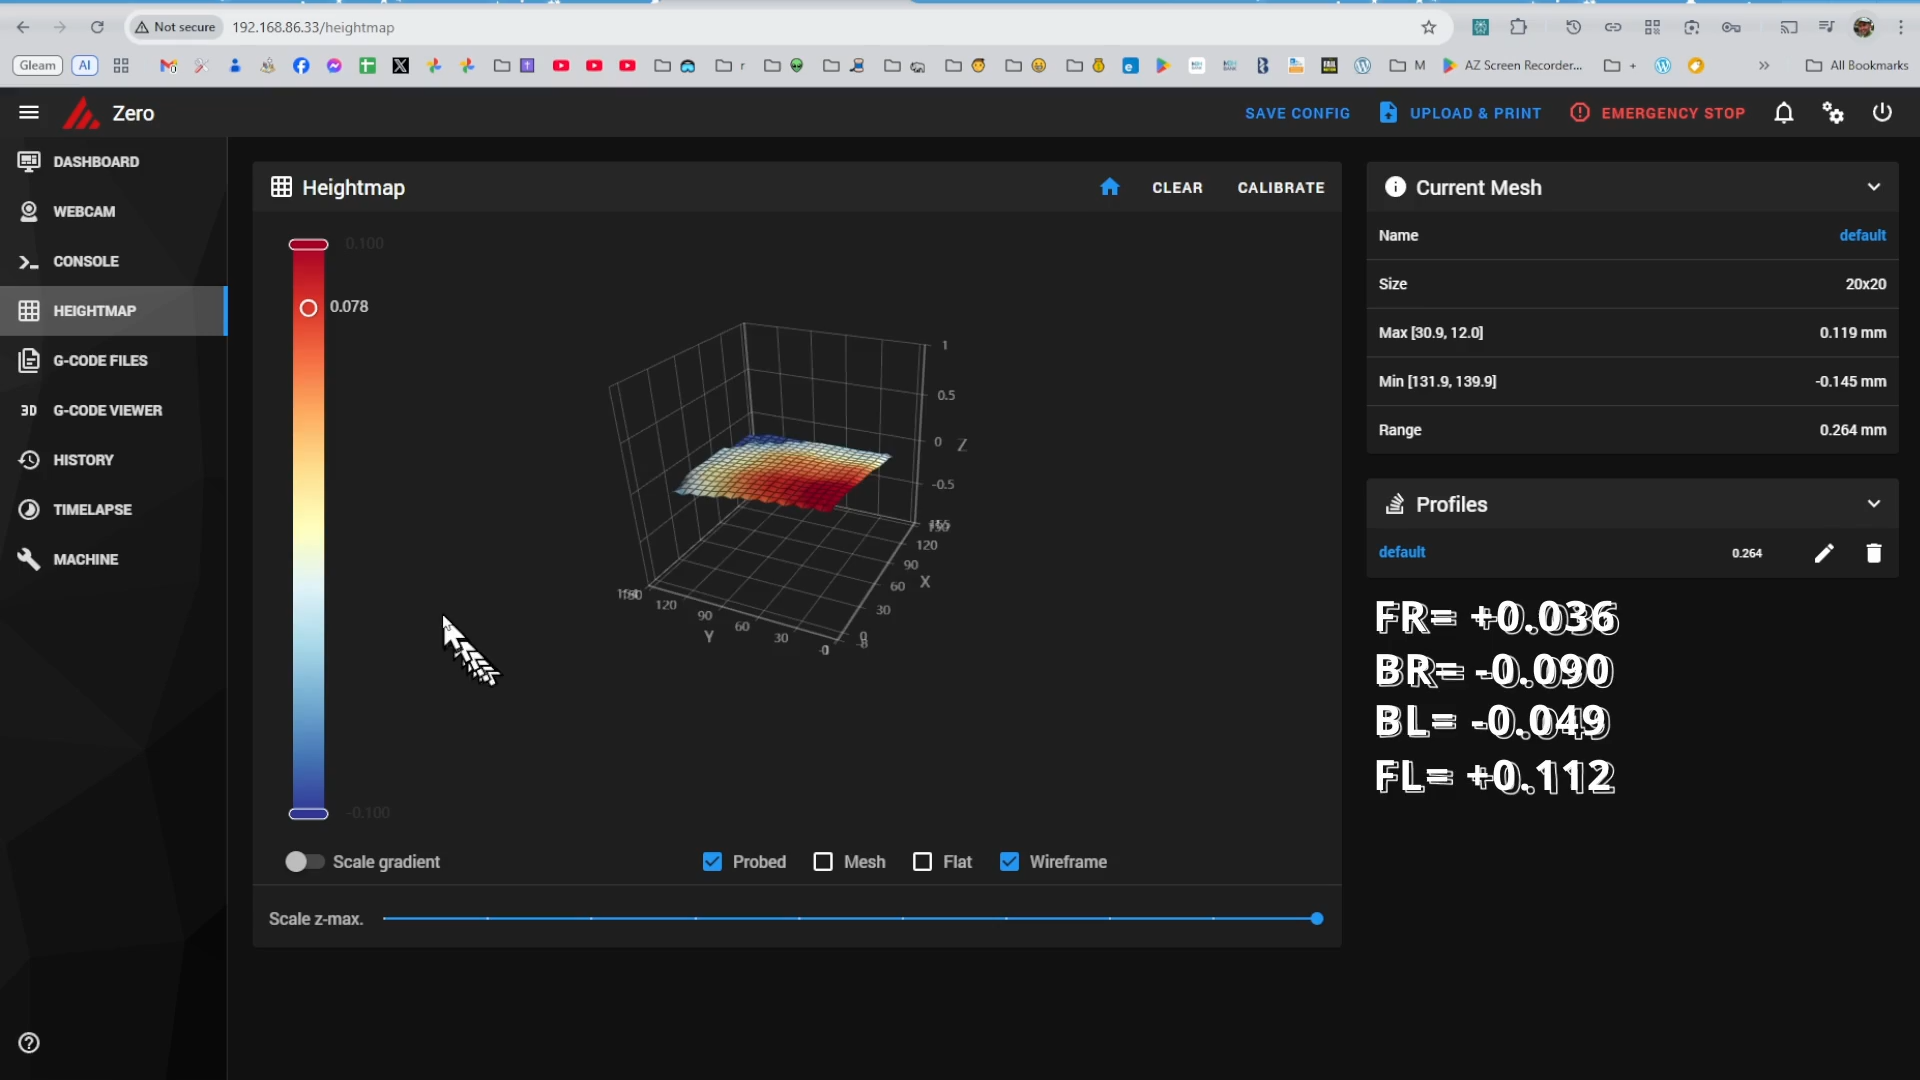 Not secure
192.168.86.33/heightmap
Gleam
AI
r
M
AZ Screen Recorder...
+
»
All Bookmarks
Zero
SAVE CONFIG
UPLOAD & PRINT
EMERGENCY STOP
DASHBOARD
WEBCAM
CONSOLE
HEIGHTMAP
G-CODE FILES
3D G-CODE VIEWER
HISTORY
TIMELAPSE
MACHINE
Heightmap
CLEAR
CALIBRATE
0.100
0.078
-0.100
1
0.5
0
Z
-0.5
120
90
X
60
30
0
-8
120
90
60
Y
30
Scale gradient
Probed
Mesh
Flat
Wireframe
Scale z-max.
Current Mesh
Name default
Size 20x20
Max [30.9, 12.0] 0.119 mm
Min [131.9, 139.9] -0.145 mm
Range 0.264 mm
Profiles
default 0.264
FR= +0.036
BR= -0.090
BL= -0.049
FL= +0.112